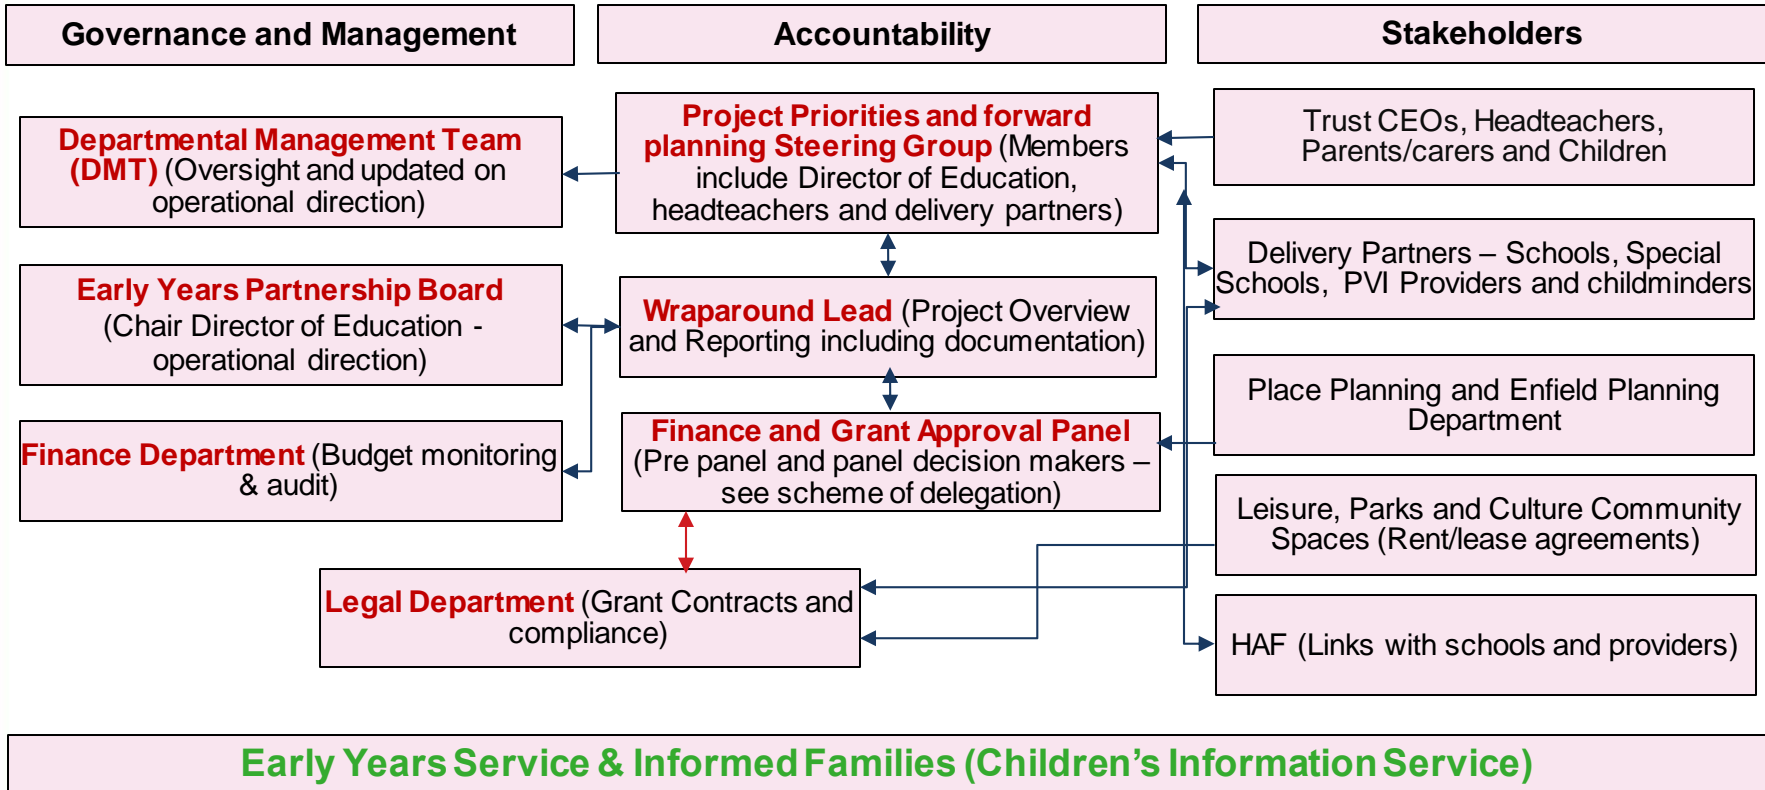 Governance and Management
Accountability
Stakeholders
Departmental Management Team
(DMT) (Oversight and updated on
operational direction)
Early Years Partnership Board
(Chair Director of Education -
operational direction)
Finance Department (Budget monitoring
& audit)
Project Priorities and forward
planning Steering Group (Members
include Director of Education,
headteachers and delivery partners)
Wraparound Lead (Project Overview
and Reporting including documentation)
Finance and Grant Approval Panel
(Pre panel and panel decision makers –
see scheme of delegation)
Legal Department (Grant Contracts and
compliance)
Trust CEOs, Headteachers,
Parents/carers and Children
Delivery Partners – Schools, Special
Schools, PVI Providers and childminders
Place Planning and Enfield Planning
Department
Leisure, Parks and Culture Community
Spaces (Rent/lease agreements)
HAF (Links with schools and providers)
Early Years Service & Informed Families (Children’s Information Service)